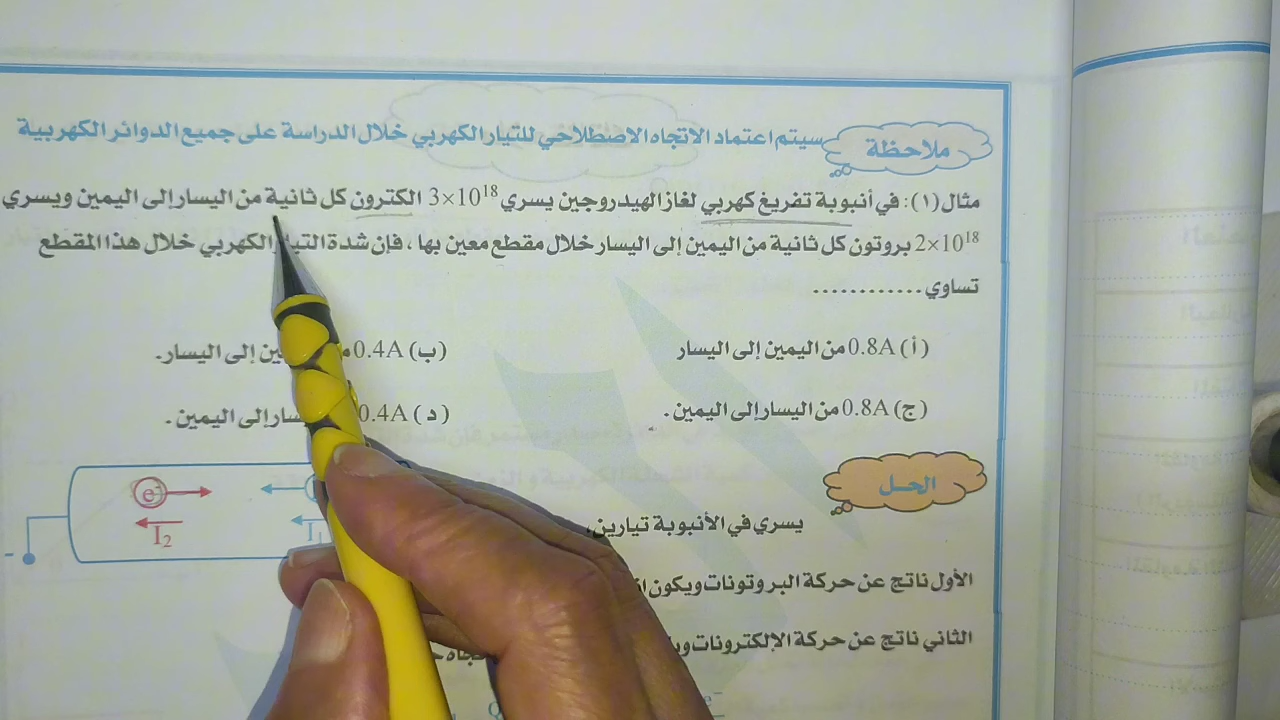 ملاحظة
سيتم اعتماد الاتجاه الاصطلاحي للتيار الكهربي خلال الدراسة على جميع الدوائر الكهربية
مثال (١) : في أنبوبة تفريغ كهربي لغاز الهيدروجين يسري 3×10¹⁸ الكترون كل ثانية من اليسار إلى اليمين ويسري
2×10¹⁸ بروتون كل ثانية من اليمين إلى اليسار خلال مقطع معين بها ، فإن شدة التيار الكهربي خلال هذا المقطع
تساوي ............
(أ) 0.8A من اليمين إلى اليسار
(ب) 0.4A إلى اليسار.
(ج) 0.8A من اليسار إلى اليمين .
(د) 0.4A إلى اليمين .
الحل
e⁻
I₂
I₁
يسري في الأنبوبة تيارين.
الأول ناتج عن حركة البروتونات ويكون
الثاني ناتج عن حركة الإلكترونات
e⁻
Q